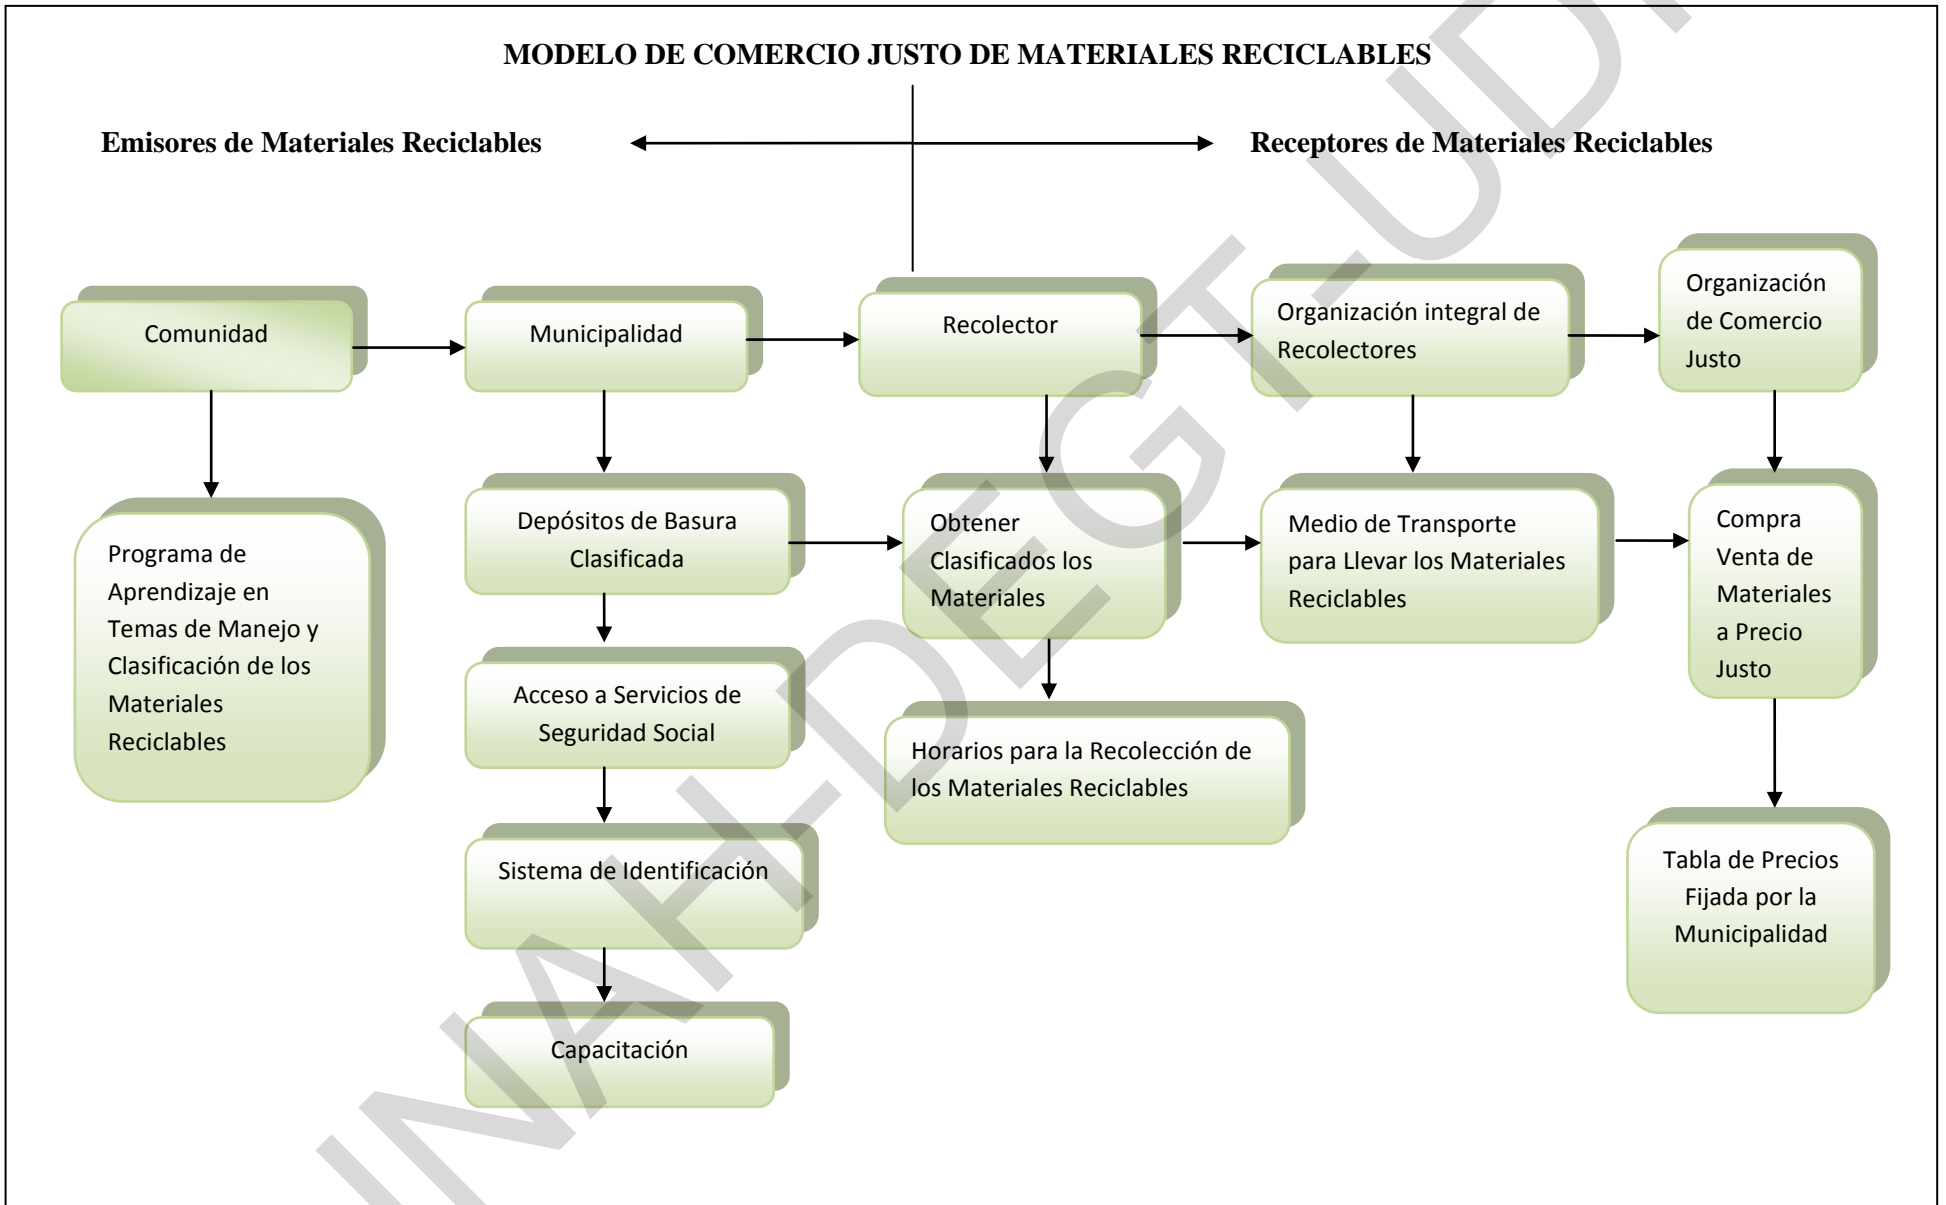 MODELO DE COMERCIO JUSTO DE MATERIALES RECICLABLES
Emisores de Materiales Reciclables
Receptores de Materiales Reciclables
Comunidad
Municipalidad
Recolector
Organización integral de
Recolectores
Organización
de Comercio
Justo
Programa de
Aprendizaje en
Temas de Manejo y
Clasificación de los
Materiales
Reciclables
Depósitos de Basura
Clasificada
Obtener
Clasificados los
Materiales
Medio de Transporte
para Llevar los Materiales
Reciclables
Compra
Venta de
Materiales
a Precio
Justo
Acceso a Servicios de
Seguridad Social
Horarios para la Recolección de
los Materiales Reciclables
Sistema de Identificación
Tabla de Precios
Fijada por la
Municipalidad
Capacitación